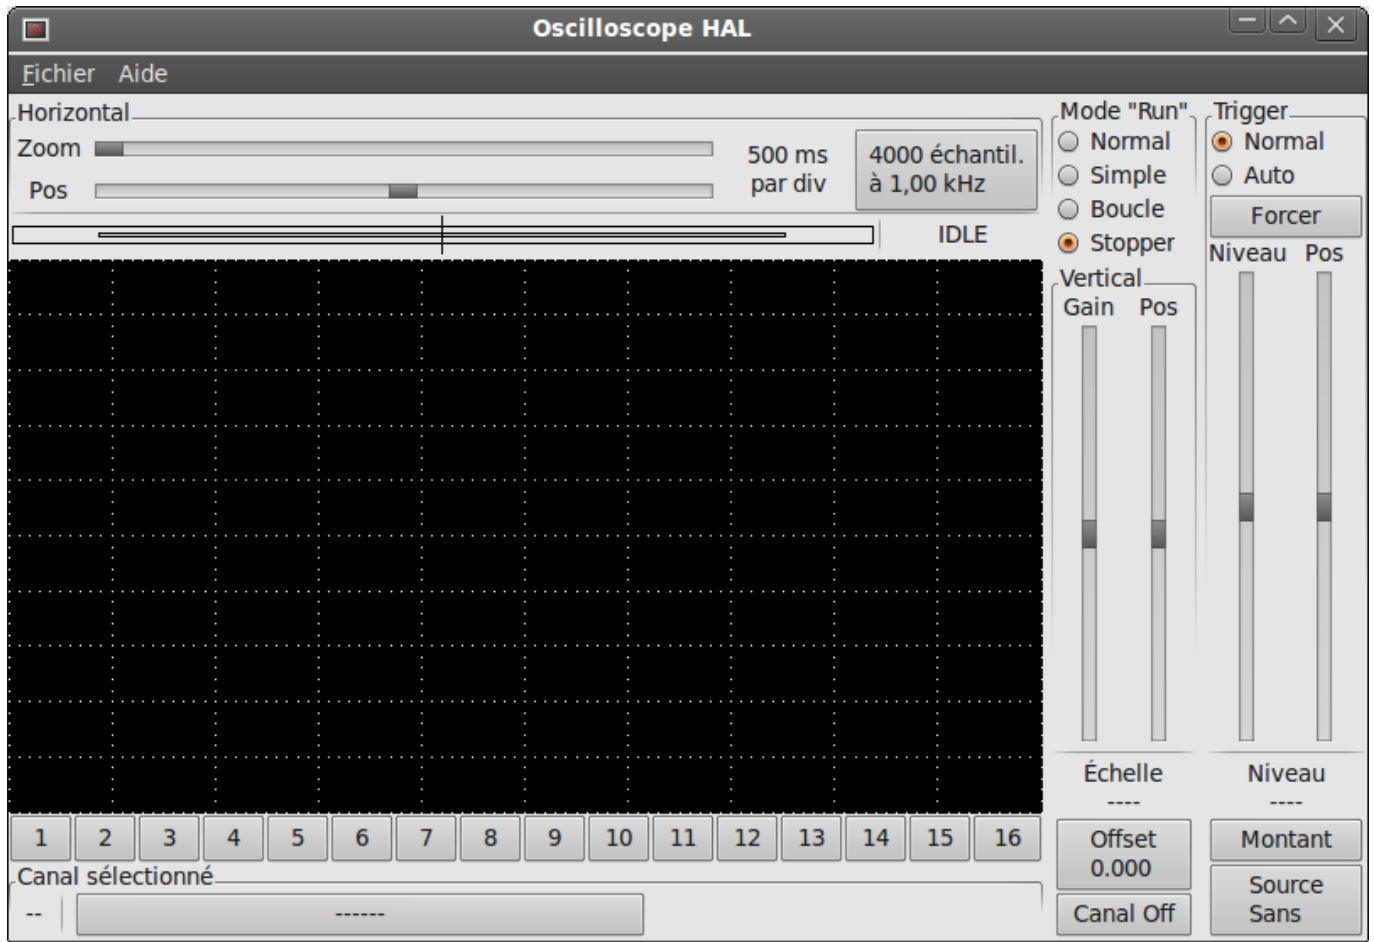 Oscilloscope HAL
Fichier Aide
Horizontal
Zoom
Pos
500 ms
par div
4000 échantil.
à 1,00 kHz
IDLE
Mode "Run"
Normal
Simple
Boucle
Stopper
Trigger
Normal
Auto
Forcer
Niveau Pos
Vertical
Gain Pos
Échelle
----
Niveau
----
1 2 3 4 5 6 7 8 9 10 11 12 13 14 15 16
Offset
0.000
Montant
Canal sélectionné
-- ------
Canal Off
Source
Sans